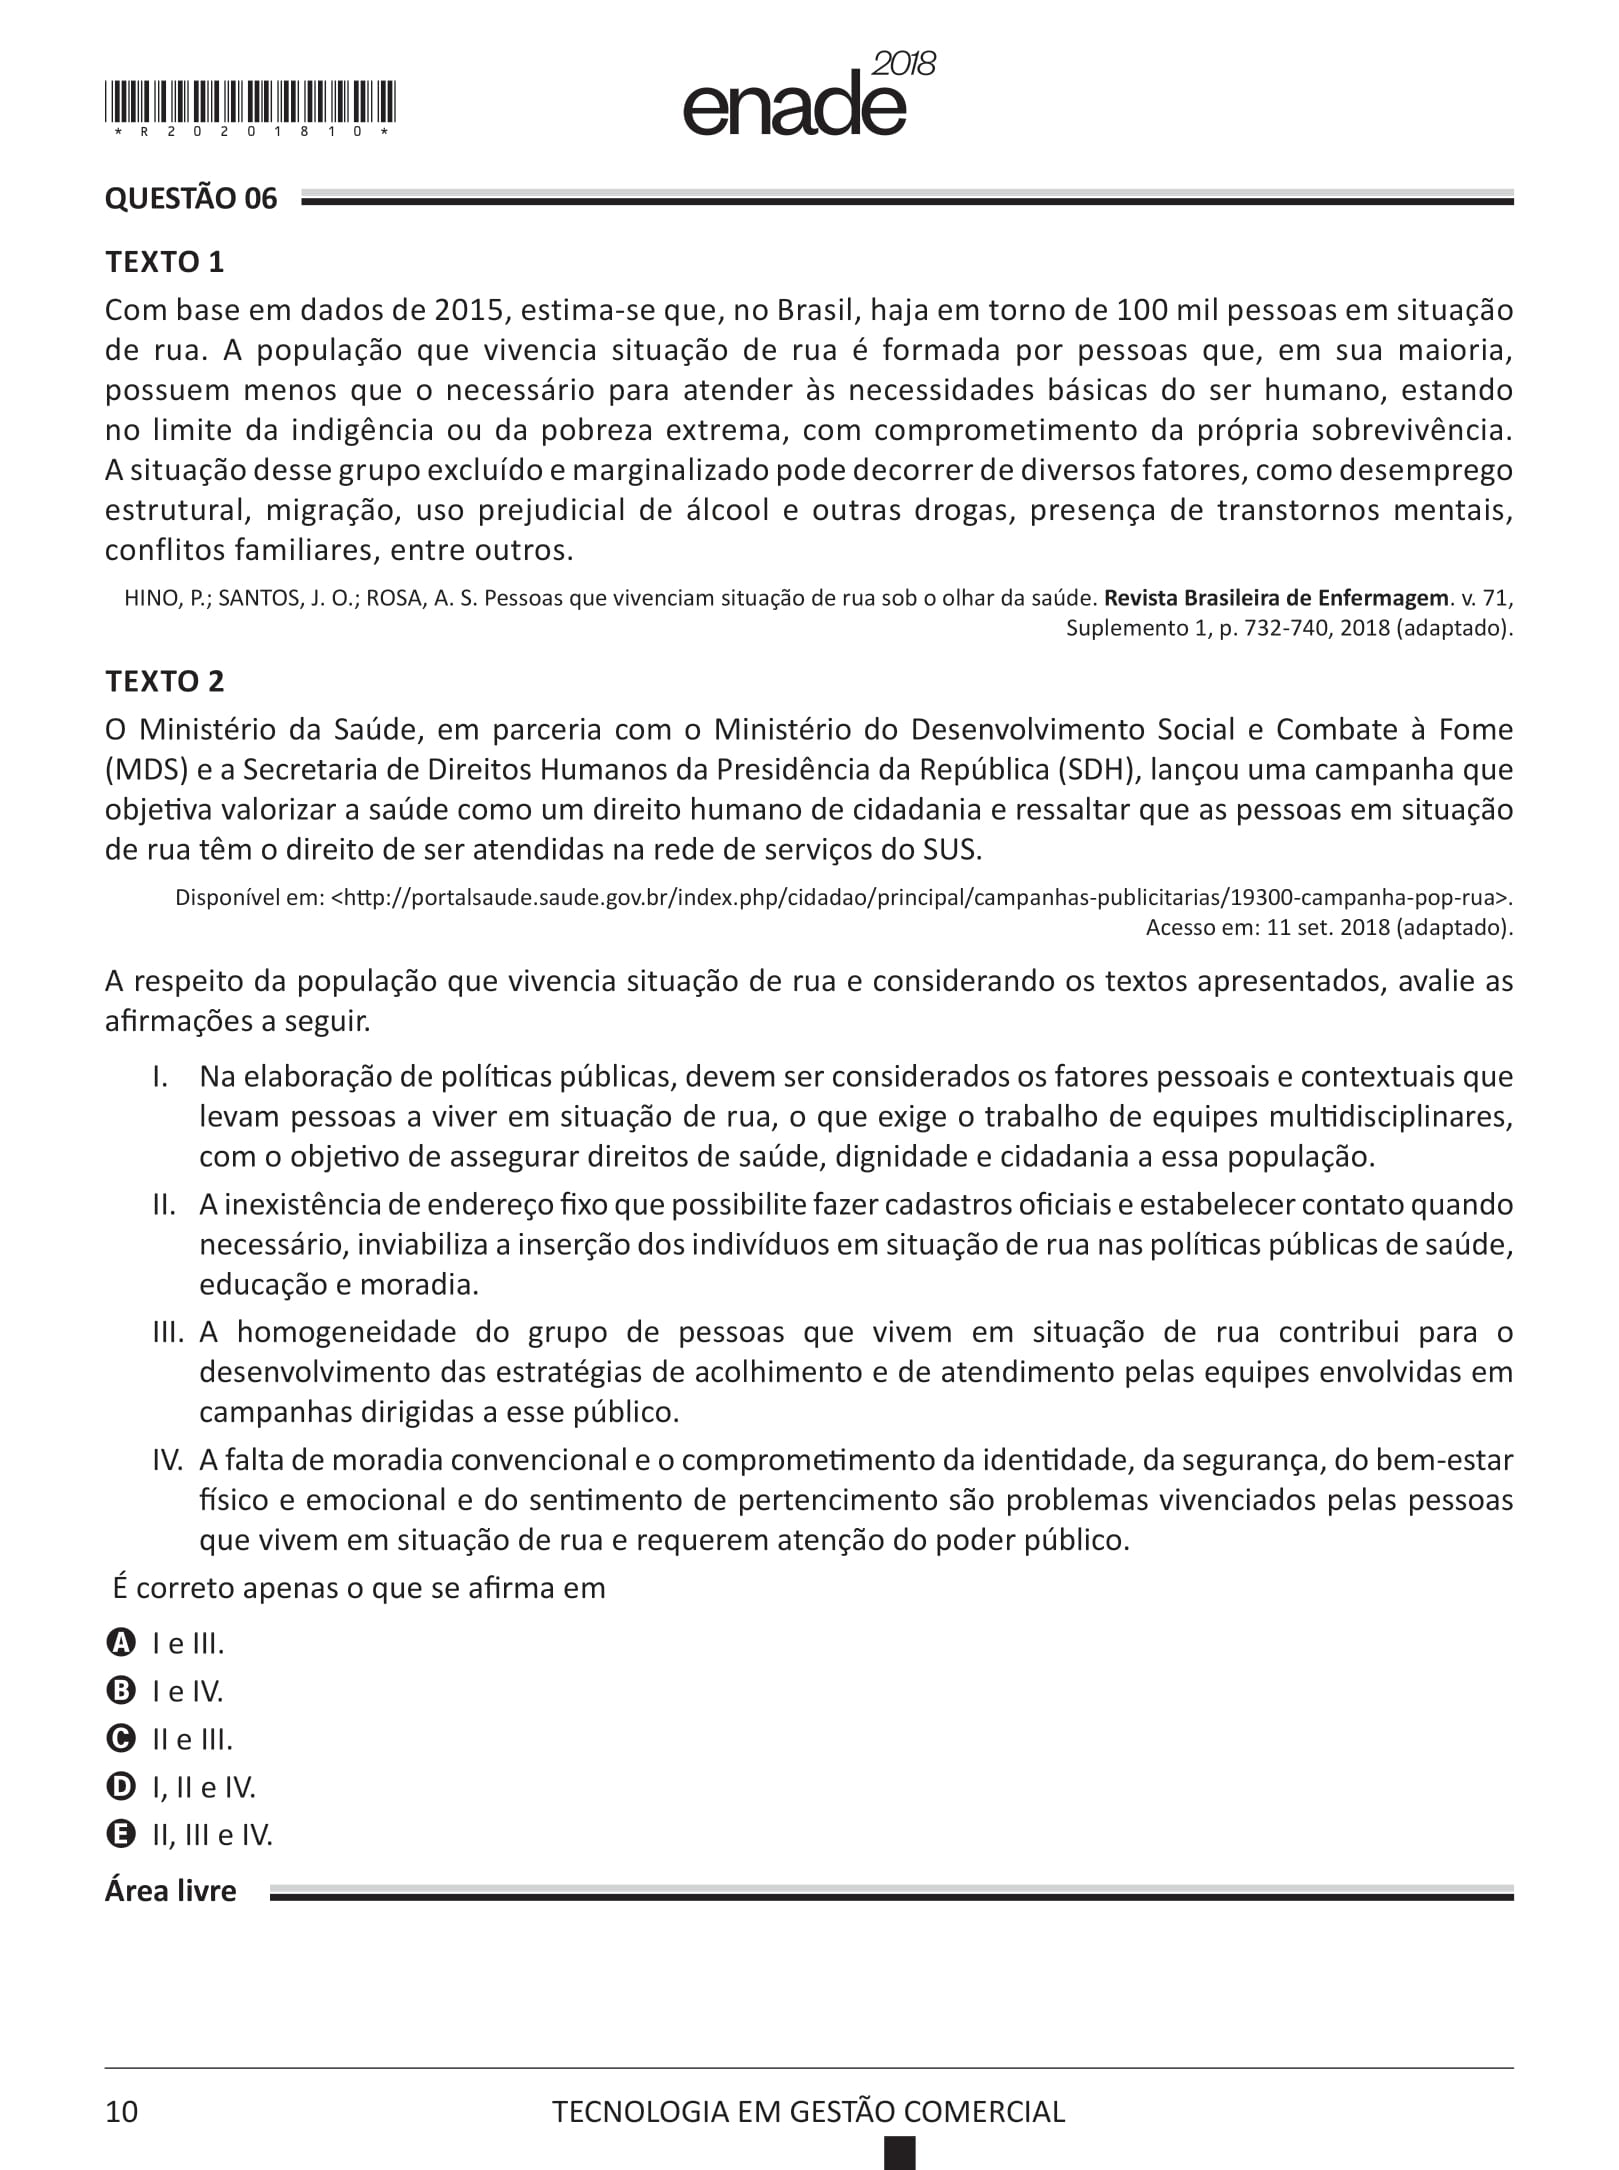 enade 2018
*R20201810*
QUESTÃO 06
TEXTO 1
Com base em dados de 2015, estima-se que, no Brasil, haja em torno de 100 mil pessoas em situação
de rua. A população que vivencia situação de rua é formada por pessoas que, em sua maioria,
possuem menos que o necessário para atender às necessidades básicas do ser humano, estando
no limite da indigência ou da pobreza extrema, com comprometimento da própria sobrevivência.
A situação desse grupo excluído e marginalizado pode decorrer de diversos fatores, como desemprego
estrutural, migração, uso prejudicial de álcool e outras drogas, presença de transtornos mentais,
conflitos familiares, entre outros.
HINO, P.; SANTOS, J. O.; ROSA, A. S. Pessoas que vivenciam situação de rua sob o olhar da saúde. Revista Brasileira de Enfermagem. v. 71,
Suplemento 1, p. 732-740, 2018 (adaptado).
TEXTO 2
O Ministério da Saúde, em parceria com o Ministério do Desenvolvimento Social e Combate à Fome
(MDS) e a Secretaria de Direitos Humanos da Presidência da República (SDH), lançou uma campanha que
objetiva valorizar a saúde como um direito humano de cidadania e ressaltar que as pessoas em situação
de rua têm o direito de ser atendidas na rede de serviços do SUS.
Disponível em: <http://portalsaude.saude.gov.br/index.php/cidadao/principal/campanhas-publicitarias/19300-campanha-pop-rua>.
Acesso em: 11 set. 2018 (adaptado).
A respeito da população que vivencia situação de rua e considerando os textos apresentados, avalie as
afirmações a seguir.
I. Na elaboração de políticas públicas, devem ser considerados os fatores pessoais e contextuais que
levam pessoas a viver em situação de rua, o que exige o trabalho de equipes multidisciplinares,
com o objetivo de assegurar direitos de saúde, dignidade e cidadania a essa população.
II. A inexistência de endereço fixo que possibilite fazer cadastros oficiais e estabelecer contato quando
necessário, inviabiliza a inserção dos indivíduos em situação de rua nas políticas públicas de saúde,
educação e moradia.
III. A homogeneidade do grupo de pessoas que vivem em situação de rua contribui para o
desenvolvimento das estratégias de acolhimento e de atendimento pelas equipes envolvidas em
campanhas dirigidas a esse público.
IV. A falta de moradia convencional e o comprometimento da identidade, da segurança, do bem-estar
físico e emocional e do sentimento de pertencimento são problemas vivenciados pelas pessoas
que vivem em situação de rua e requerem atenção do poder público.
É correto apenas o que se afirma em
A I e III.
B I e IV.
C II e III.
D I, II e IV.
E II, III e IV.
Área livre
10 TECNOLOGIA EM GESTÃO COMERCIAL